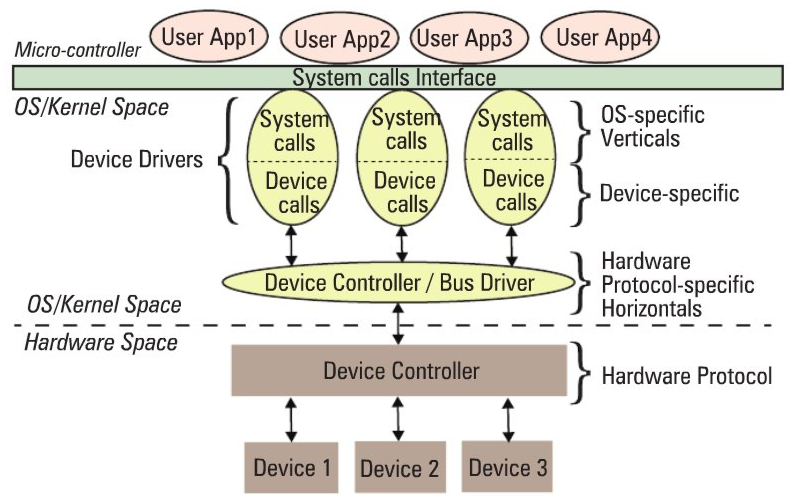 User App1
User App2
User App3
User App4
Micro-controller
System calls Interface
OS/Kernel Space
Device Drivers
System
calls
Device
calls
System
calls
Device
calls
System
calls
Device
calls
OS-specific
Verticals
Device-specific
Device Controller / Bus Driver
Hardware
Protocol-specific
Horizontals
OS/Kernel Space
Hardware Space
Device Controller
Hardware Protocol
Device 1
Device 2
Device 3